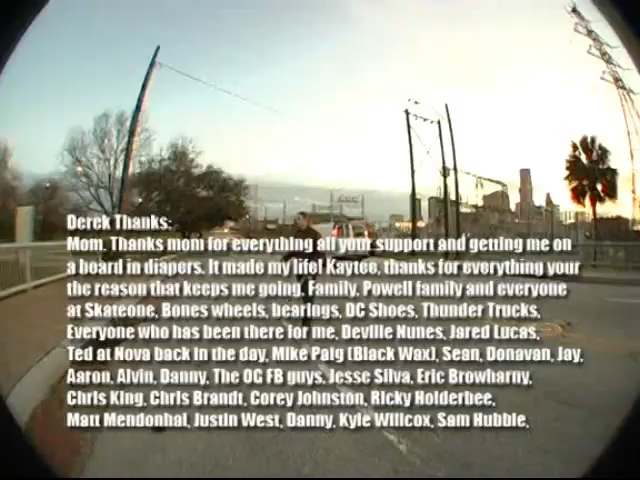 Derek Thanks:
Mom, Thanks mom for everything all your support and getting me on
a board in diapers. It made my life! Kaytee, thanks for everything your
the reason that keeps me going. Family, Powell family and everyone
at Skateone, Bones wheels, bearings, DC Shoes, Thunder Trucks,
Everyone who has been there for me, Deville Nunes, Jared Lucas,
Ted at Nova back in the day, Mike Paig (Black Wax), Sean, Donavan, Jay,
Aaron, Alvin, Danny, The OC FB guys, Jesse Silva, Eric Browharny,
Chris King, Chris Brandt, Corey Johnston, Ricky Holderbee,
Matt Mendonhal, Justin West, Danny, Kyle Willcox, Sam Hubble,